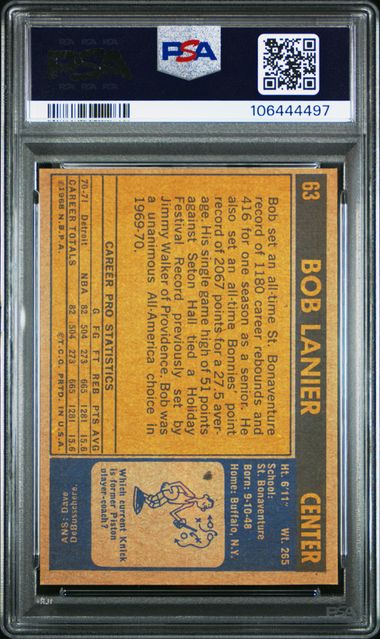 PSA
106444497
63 BOB LANIER CENTER
Bob set an all-time St. Bonaventure
record of 1180 career rebounds and
416 for one season as a senior. He
also set an all-time Bonnies' point
record of 2067 points for a 27.5 aver-
age. His single game high of 51 points
against Seton Hall tied a Holiday
Festival Record previously set by
Jimmy Walker of Providence. Bob was
a unanimous All-America choice in
1969-70.
CAREER PRO STATISTICS
G FG FT REB PTS AVG
70-71 Detroit NBA 82 504 273 665 1281 15.6
CAREER TOTALS 82 504 273 665 1281 15.6
©1968 N.B.P.A. ©T.C.G. PRTD. IN U.S.A.
Ht. 6'11" Wt. 265
School:
St. Bonaventure
Born: 9-10-48
Home: Buffalo, N.Y.
Which current Knick
is former Piston
player-coach?
ANS. Dave
DeBusschere.